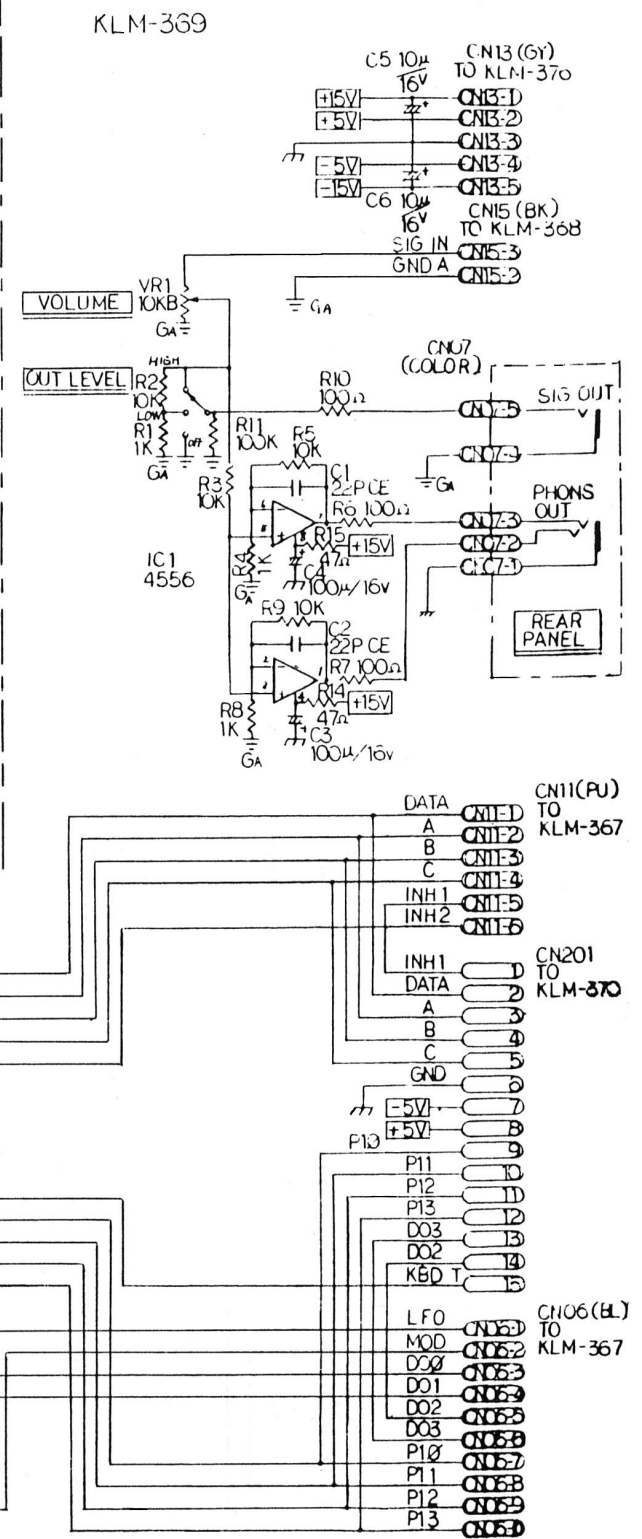 KLM-369
C5 10µ
16V
CN13 (GY)
TO KLM-370
+15V
CN13-1
+5V
CN13-2
CN13-3
-5V
CN13-4
-15V
CN13-5
C6 10µ
16V
CN15 (BK)
TO KLM-368
SIG IN
CN15-3
GND A
CN15-2
GA
VOLUME
VR1
10KB
GA
OUT LEVEL
HIGH
R2
10K
LOW
R1
1K
OFF
GA
R11
100K
R10
100Ω
CN07
(COLOR)
CN07-5
SIG OUT
GA
R3
10K
R5
10K
C1
22P CE
R6 100Ω
CN07-3
PHONS
OUT
CN07-2
6
7
8
R15
+15V
47Ω
C4
100µ/16V
R4
1K
GA
IC1
4556
REAR
PANEL
R9 10K
C2
22P CE
R7 100Ω
2
1
3
4
R14
+15V
47Ω
C3
100µ/16V
R8
1K
GA
CN11(PU)
TO
KLM-367
DATA
CN11-1
A
CN11-2
B
CN11-3
C
CN11-4
INH 1
CN11-5
INH2
CN11-6
CN201
TO
KLM-370
INH1
1
DATA
2
A
3
B
4
C
5
GND
6
-5V
7
+5V
8
P10
9
P11
10
P12
11
P13
12
DO3
13
DO2
14
KBD T
15
CN06(BL)
TO
KLM-367
LFO
CN06-1
MOD
CN06-2
DOØ
CN06-3
DO1
CN06-4
DO2
CN06-5
DO3
CN06-6
P1Ø
CN06-7
P11
CN06-8
P12
CN06-9
P13